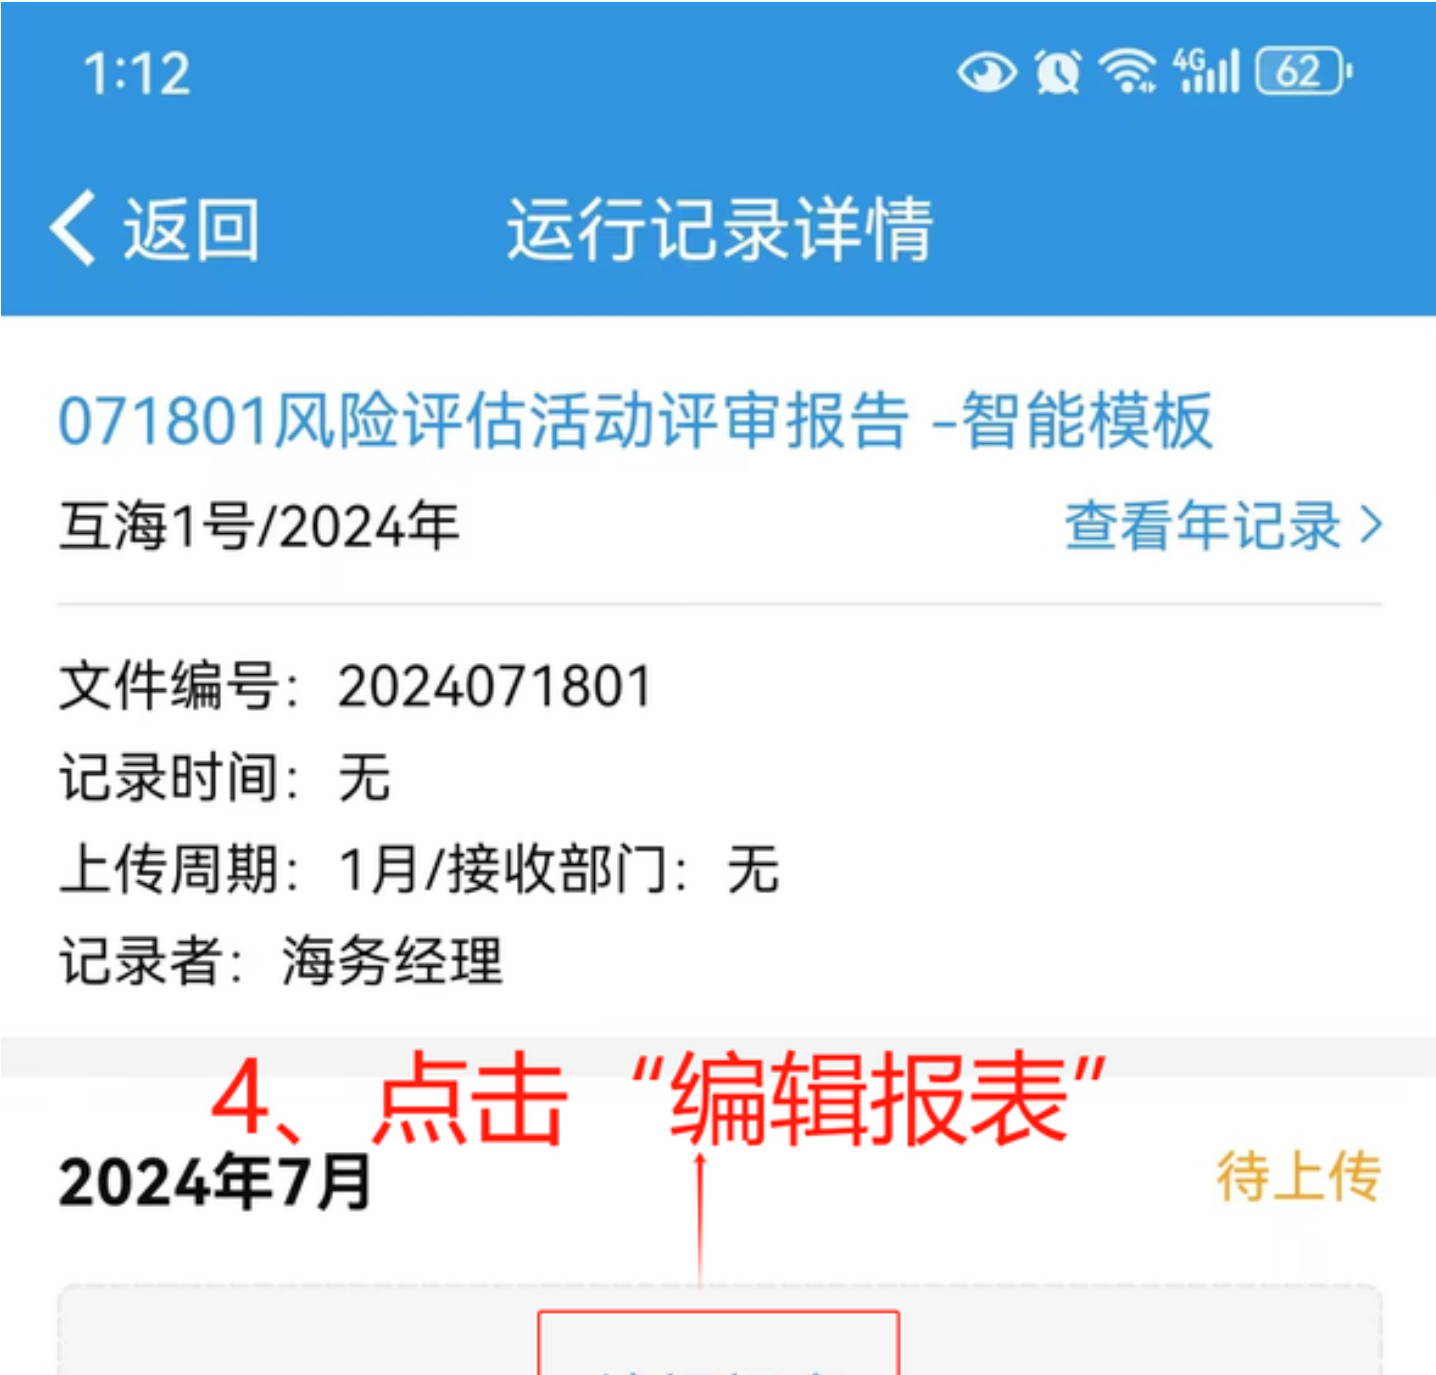 1:12
4G
62
返回
运行记录详情
071801风险评估活动评审报告 -智能模板
互海1号/2024年
查看年记录
文件编号：2024071801
记录时间：无
上传周期：1月/接收部门：无
记录者：海务经理
4、点击“编辑报表”
2024年7月
待上传